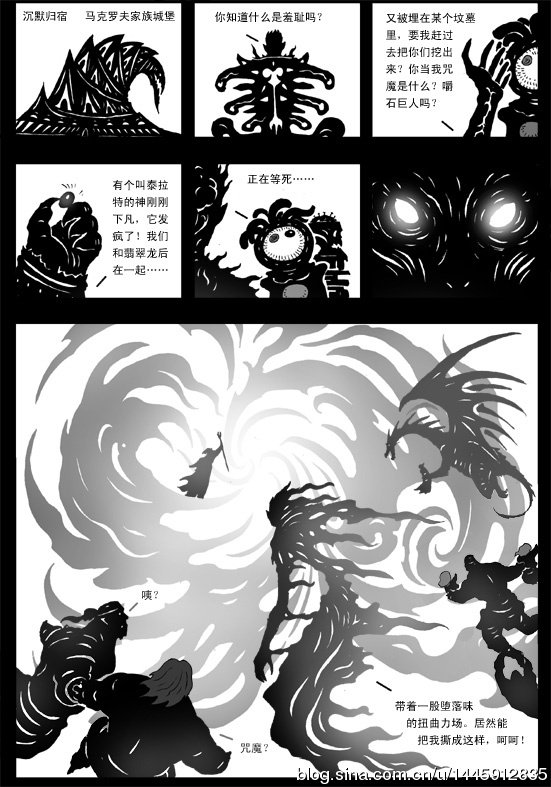 沉默归宿 马克罗夫家族城堡
你知道什么是羞耻吗？
又被埋在某个坟墓
里，要我赶过
去把你们挖出
来？你当我咒
魔是什么？嚼
石巨人吗？
有个叫泰拉
特的神刚刚
下凡，它发
疯了！我们
和翡翠龙后
在一起……
正在等死……
咦？
咒魔？
带着一股堕落味
的扭曲力场。居然能
把我撕成这样，呵呵！
blog.sina.com.cn/u/1445912835